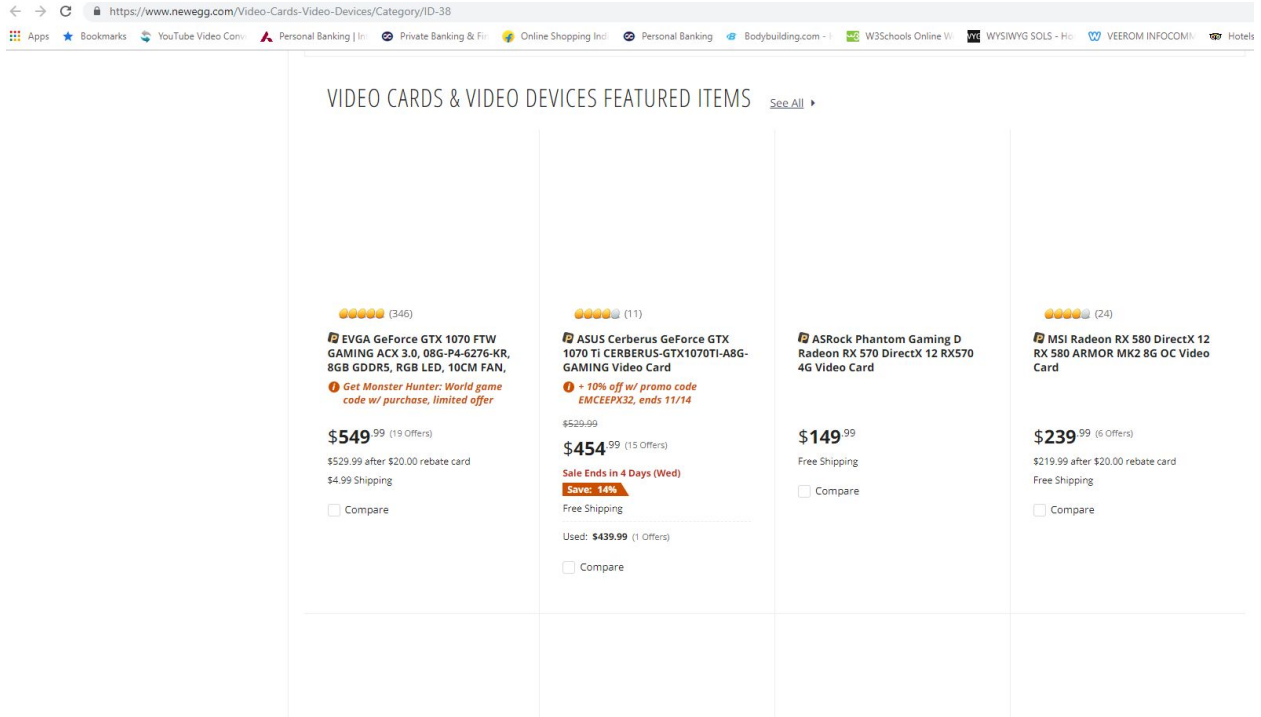 https://www.newegg.com/Video-Cards-Video-Devices/Category/ID-38
Apps Bookmarks YouTube Video Conv Personal Banking | In Private Banking & Fin Online Shopping Indi Personal Banking Bodybuilding.com - H W3Schools Online W WYSIWYG SOLS - Ho VEEROM INFOCOMM Hotels
VIDEO CARDS & VIDEO DEVICES FEATURED ITEMS See All
(346)
EVGA GeForce GTX 1070 FTW
GAMING ACX 3.0, 08G-P4-6276-KR,
8GB GDDR5, RGB LED, 10CM FAN,
Get Monster Hunter: World game
code w/ purchase, limited offer
$549.99 (19 Offers)
$529.99 after $20.00 rebate card
$4.99 Shipping
Compare
(11)
ASUS Cerberus GeForce GTX
1070 Ti CERBERUS-GTX1070TI-A8G-
GAMING Video Card
+ 10% off w/ promo code
EMCEEPX32, ends 11/14
$529.99
$454.99 (15 Offers)
Sale Ends in 4 Days (Wed)
Save: 14%
Free Shipping
Used: $439.99 (1 Offers)
Compare
ASRock Phantom Gaming D
Radeon RX 570 DirectX 12 RX570
4G Video Card
$149.99
Free Shipping
Compare
(24)
MSI Radeon RX 580 DirectX 12
RX 580 ARMOR MK2 8G OC Video
Card
$239.99 (6 Offers)
$219.99 after $20.00 rebate card
Free Shipping
Compare